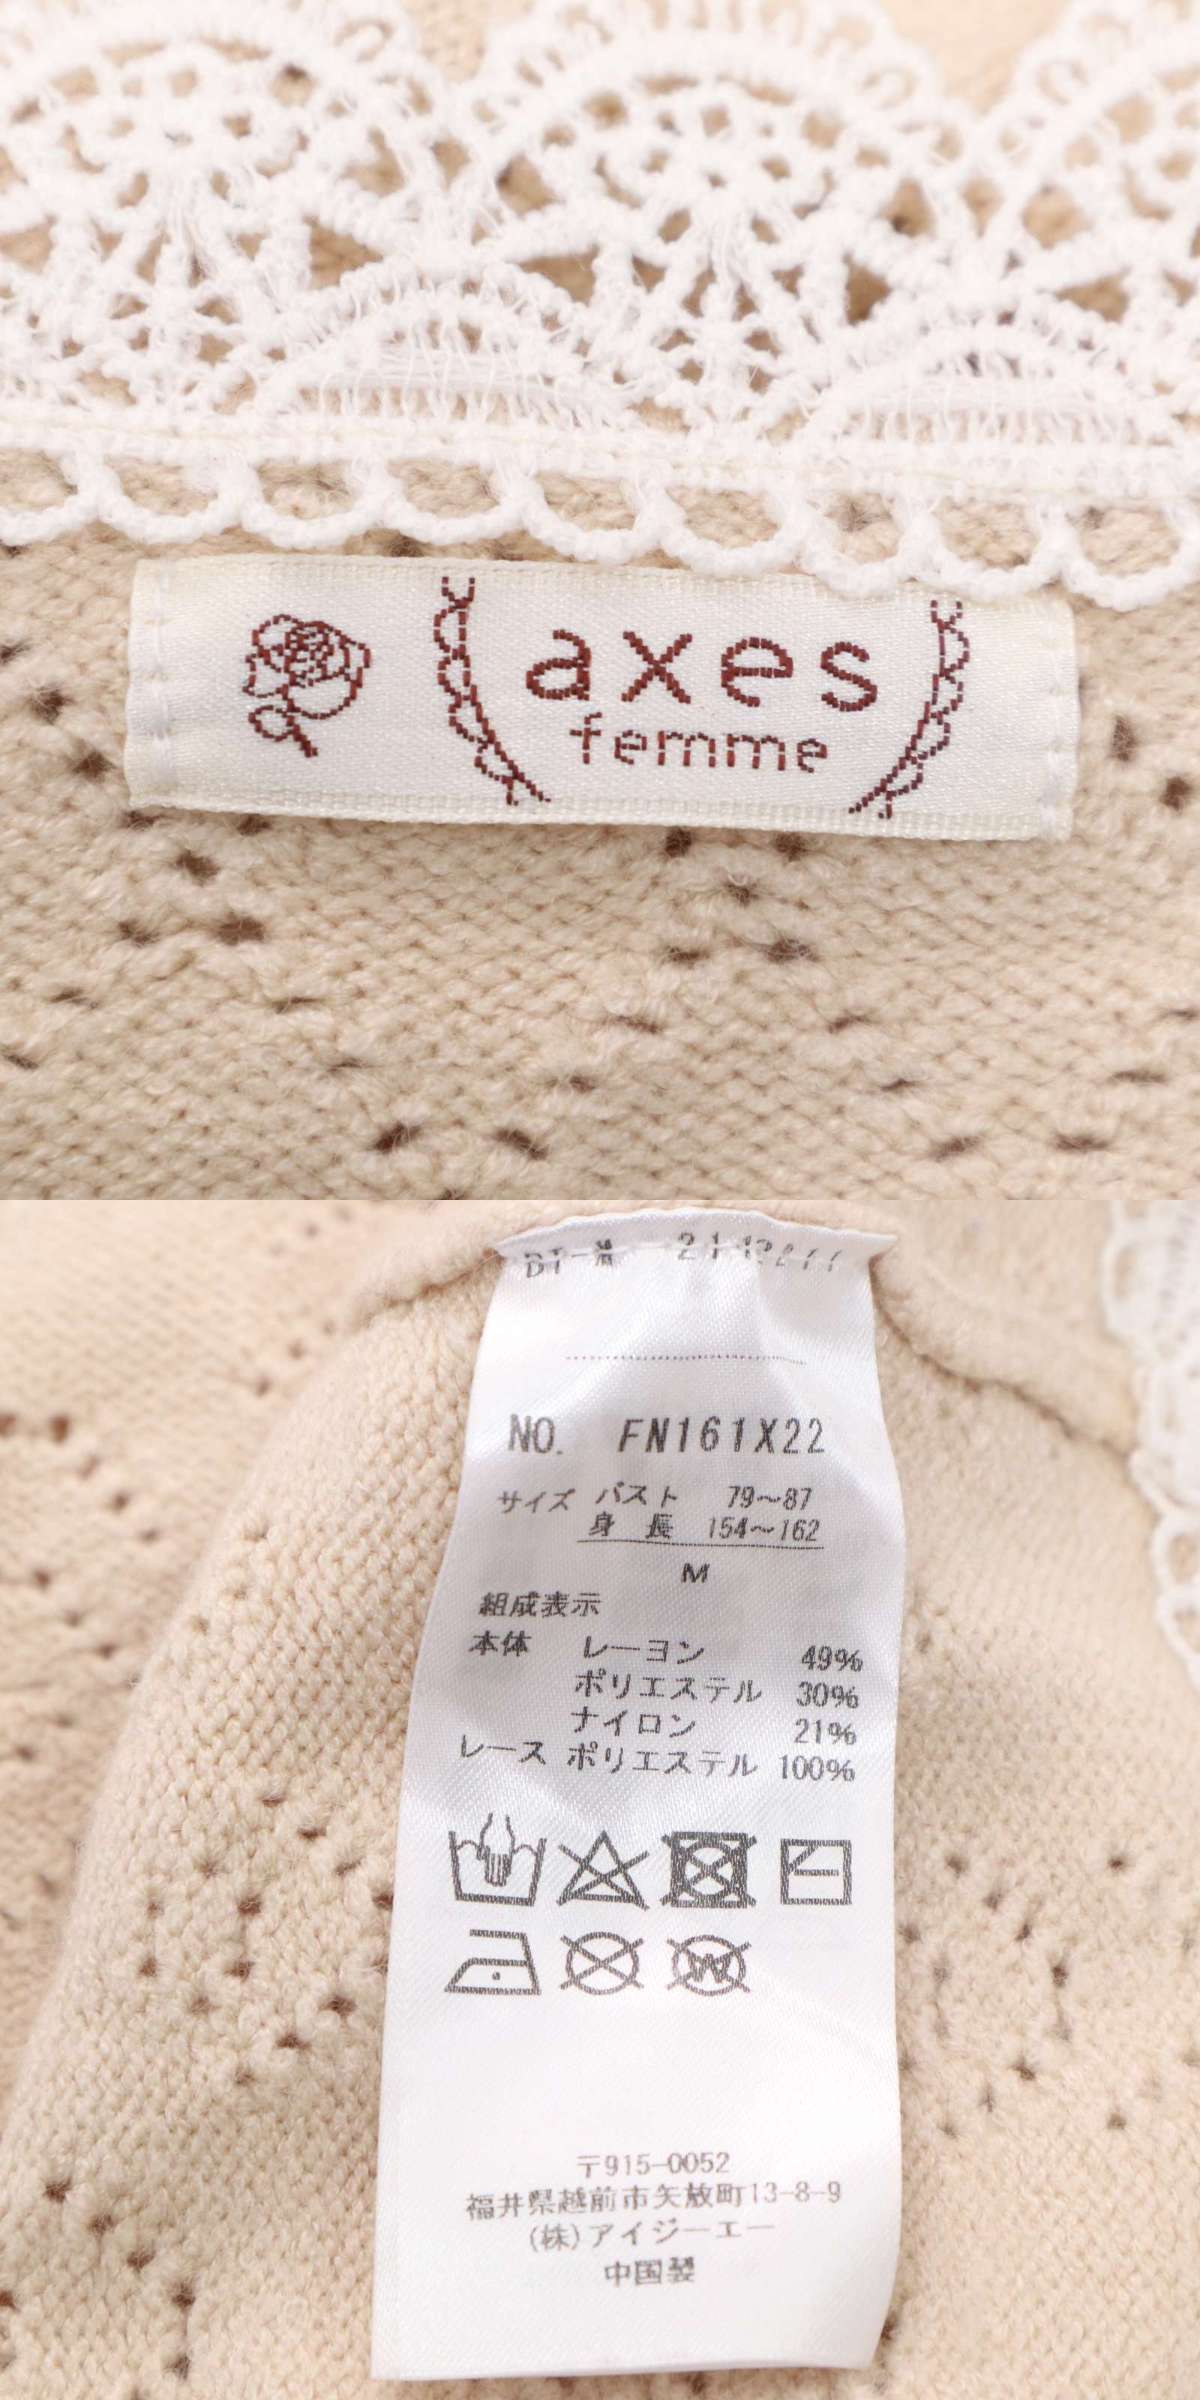 axes
femme
NO. FN161X22
サイズ バスト 79〜87
身長 154〜162
M
組成表示
本体 レーヨン 49%
ポリエステル 30%
ナイロン 21%
レース ポリエステル 100%
〒915-0052
福井県越前市矢放町13-8-9
(株)アイジーエー
中国製